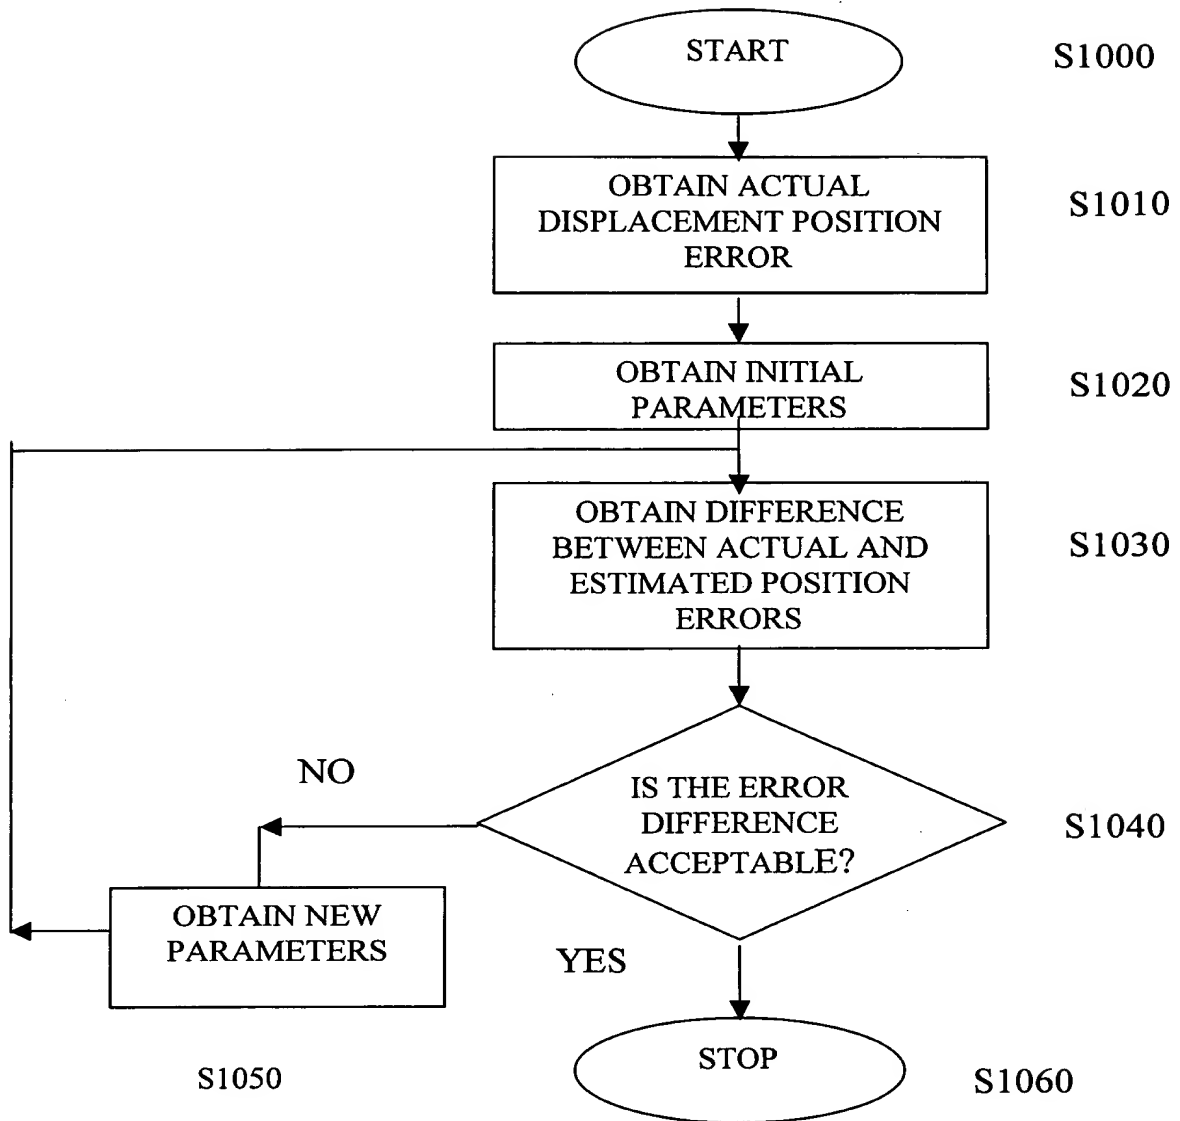 START
S1000
OBTAIN ACTUAL
DISPLACEMENT POSITION
ERROR
S1010
OBTAIN INITIAL
PARAMETERS
S1020
OBTAIN DIFFERENCE
BETWEEN ACTUAL AND
ESTIMATED POSITION
ERRORS
S1030
IS THE ERROR
DIFFERENCE
ACCEPTABLE?
S1040
NO
OBTAIN NEW
PARAMETERS
S1050
YES
STOP
S1060